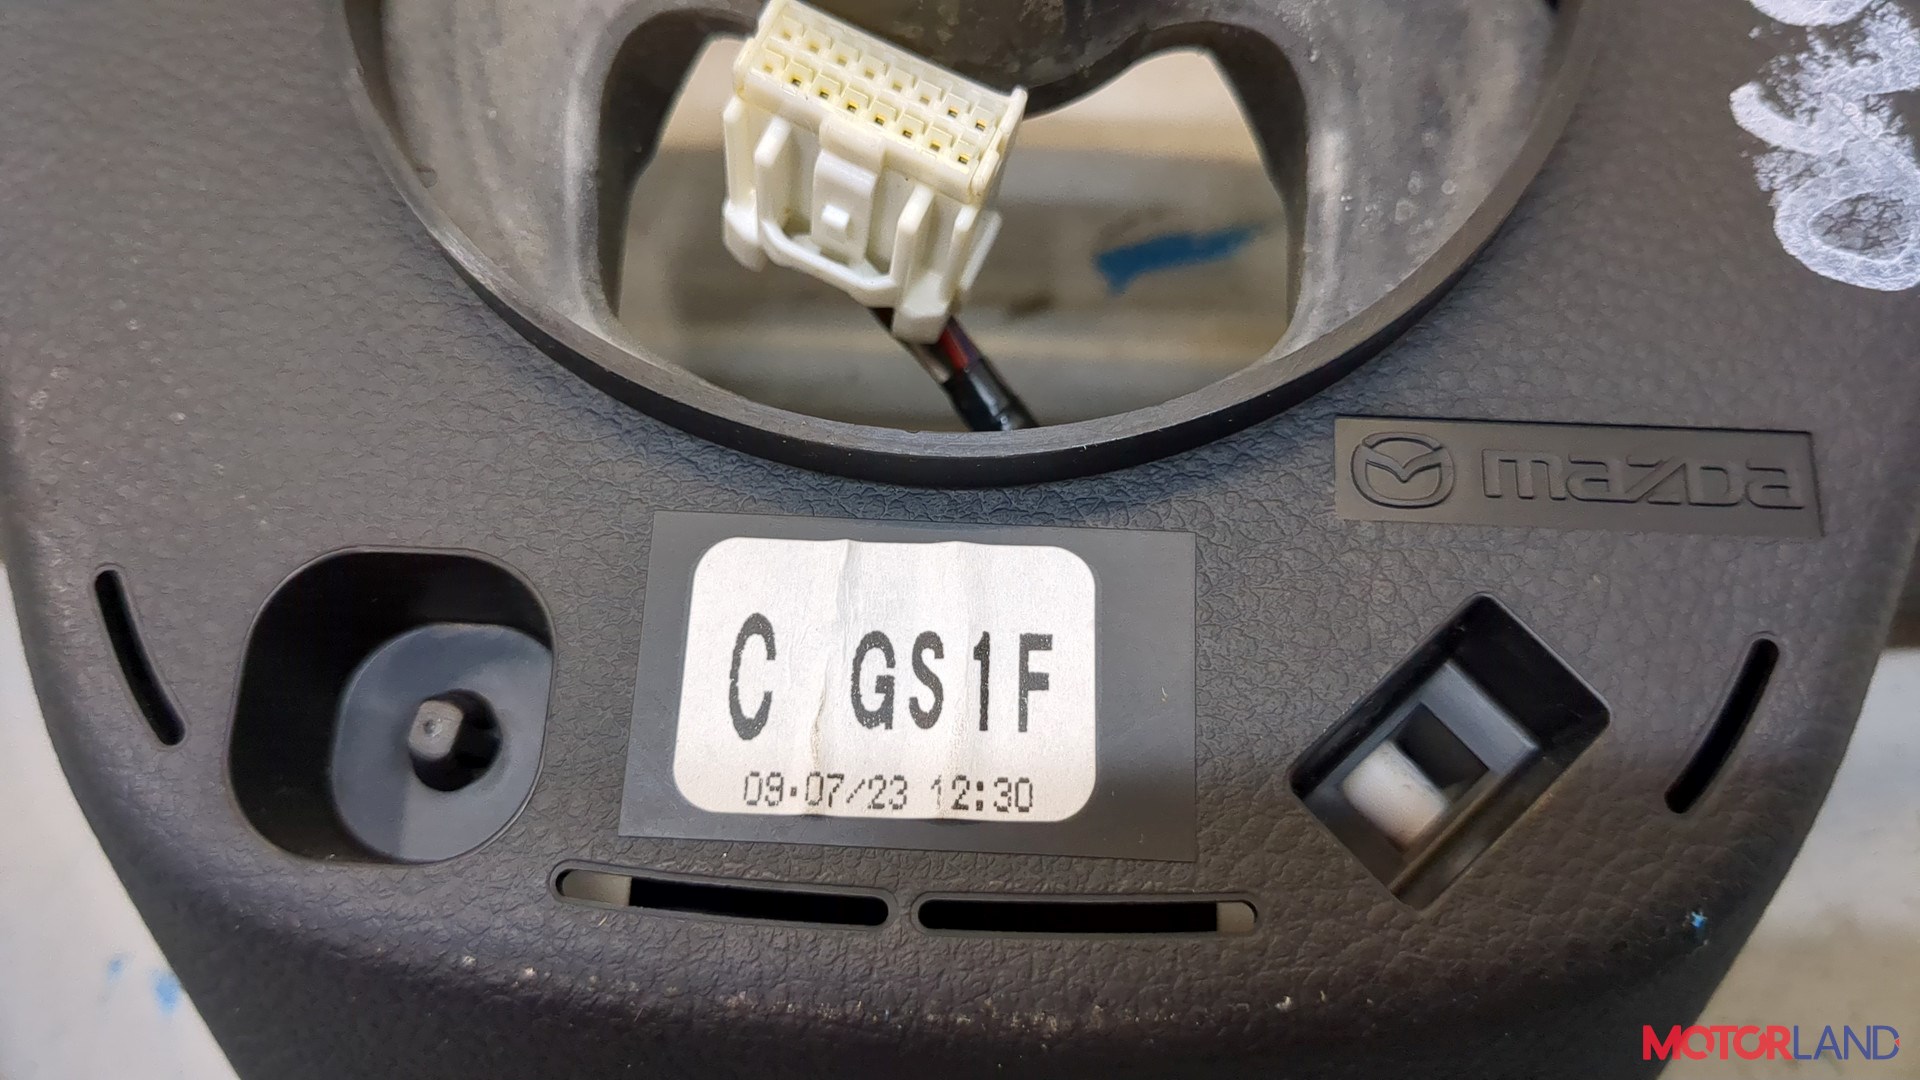 mazda
C GS1F
09·07/23 12:30
MOTORLAND